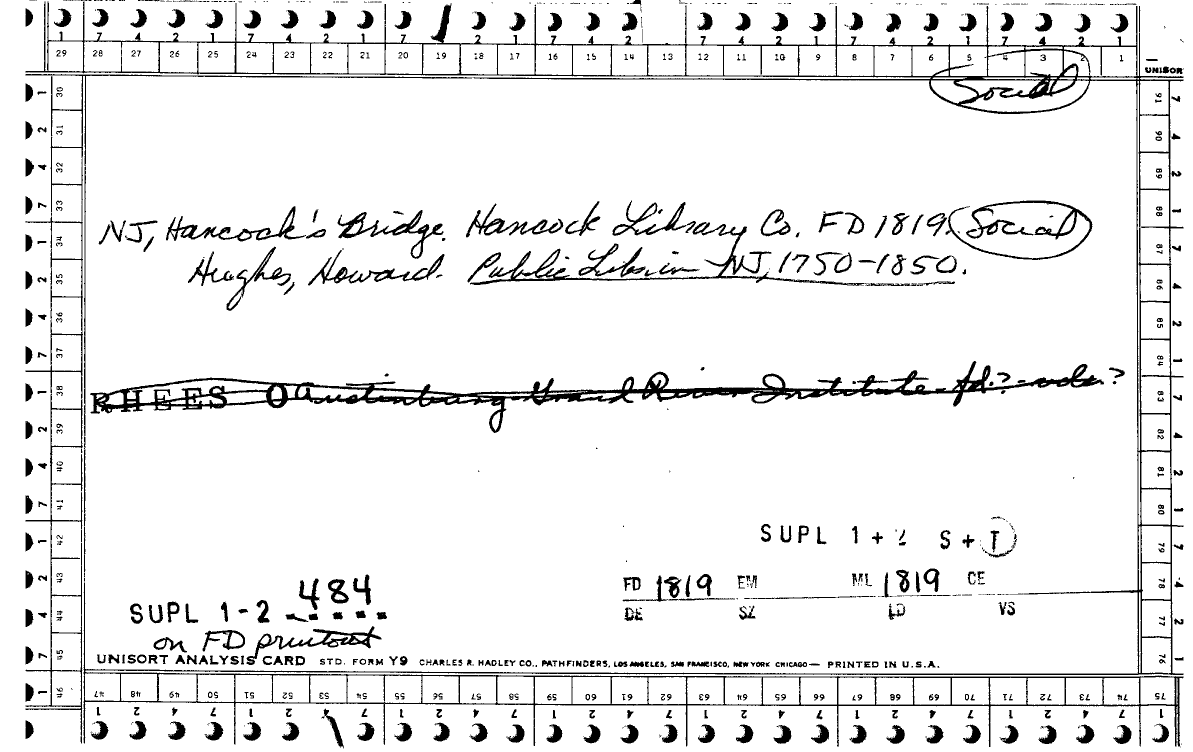 1 7 4 2 1 7 4 2 1 7 2 1 7 4 2 7 4 2 1 7 4 2 1 7 4 2 1
29 28 27 26 25 24 23 22 21 20 19 18 17 16 15 14 13 12 11 10 9 8 7 6 5 4 3 2 1
UNISORT
Social
NJ, Hancock's Bridge. Hancock Library Co. FD 1819. Social
Hughes, Howard. Public Libs in NJ, 1750-1850.
RHEES O Austinburg Grand River Institute - fd.? - vols.?
SUPL 1+2 S+T
FD 1819 EM ML 1819 CE
DE SZ LD VS
484
SUPL 1-2
on FD printout
UNISORT ANALYSIS CARD STD. FORM Y9 CHARLES R. HADLEY CO., PATHFINDERS, LOS ANGELES, SAN FRANCISCO, NEW YORK CHICAGO — PRINTED IN U.S.A.
30 31 32 33 34 35 36 37 38 39 40 41 42 43 44 45 46
91 90 89 88 87 86 85 84 83 82 81 80 79 78 77 76 75
47 48 49 50 51 52 53 54 55 56 57 58 59 60 61 62 63 64 65 66 67 68 69 70 71 72 73 74